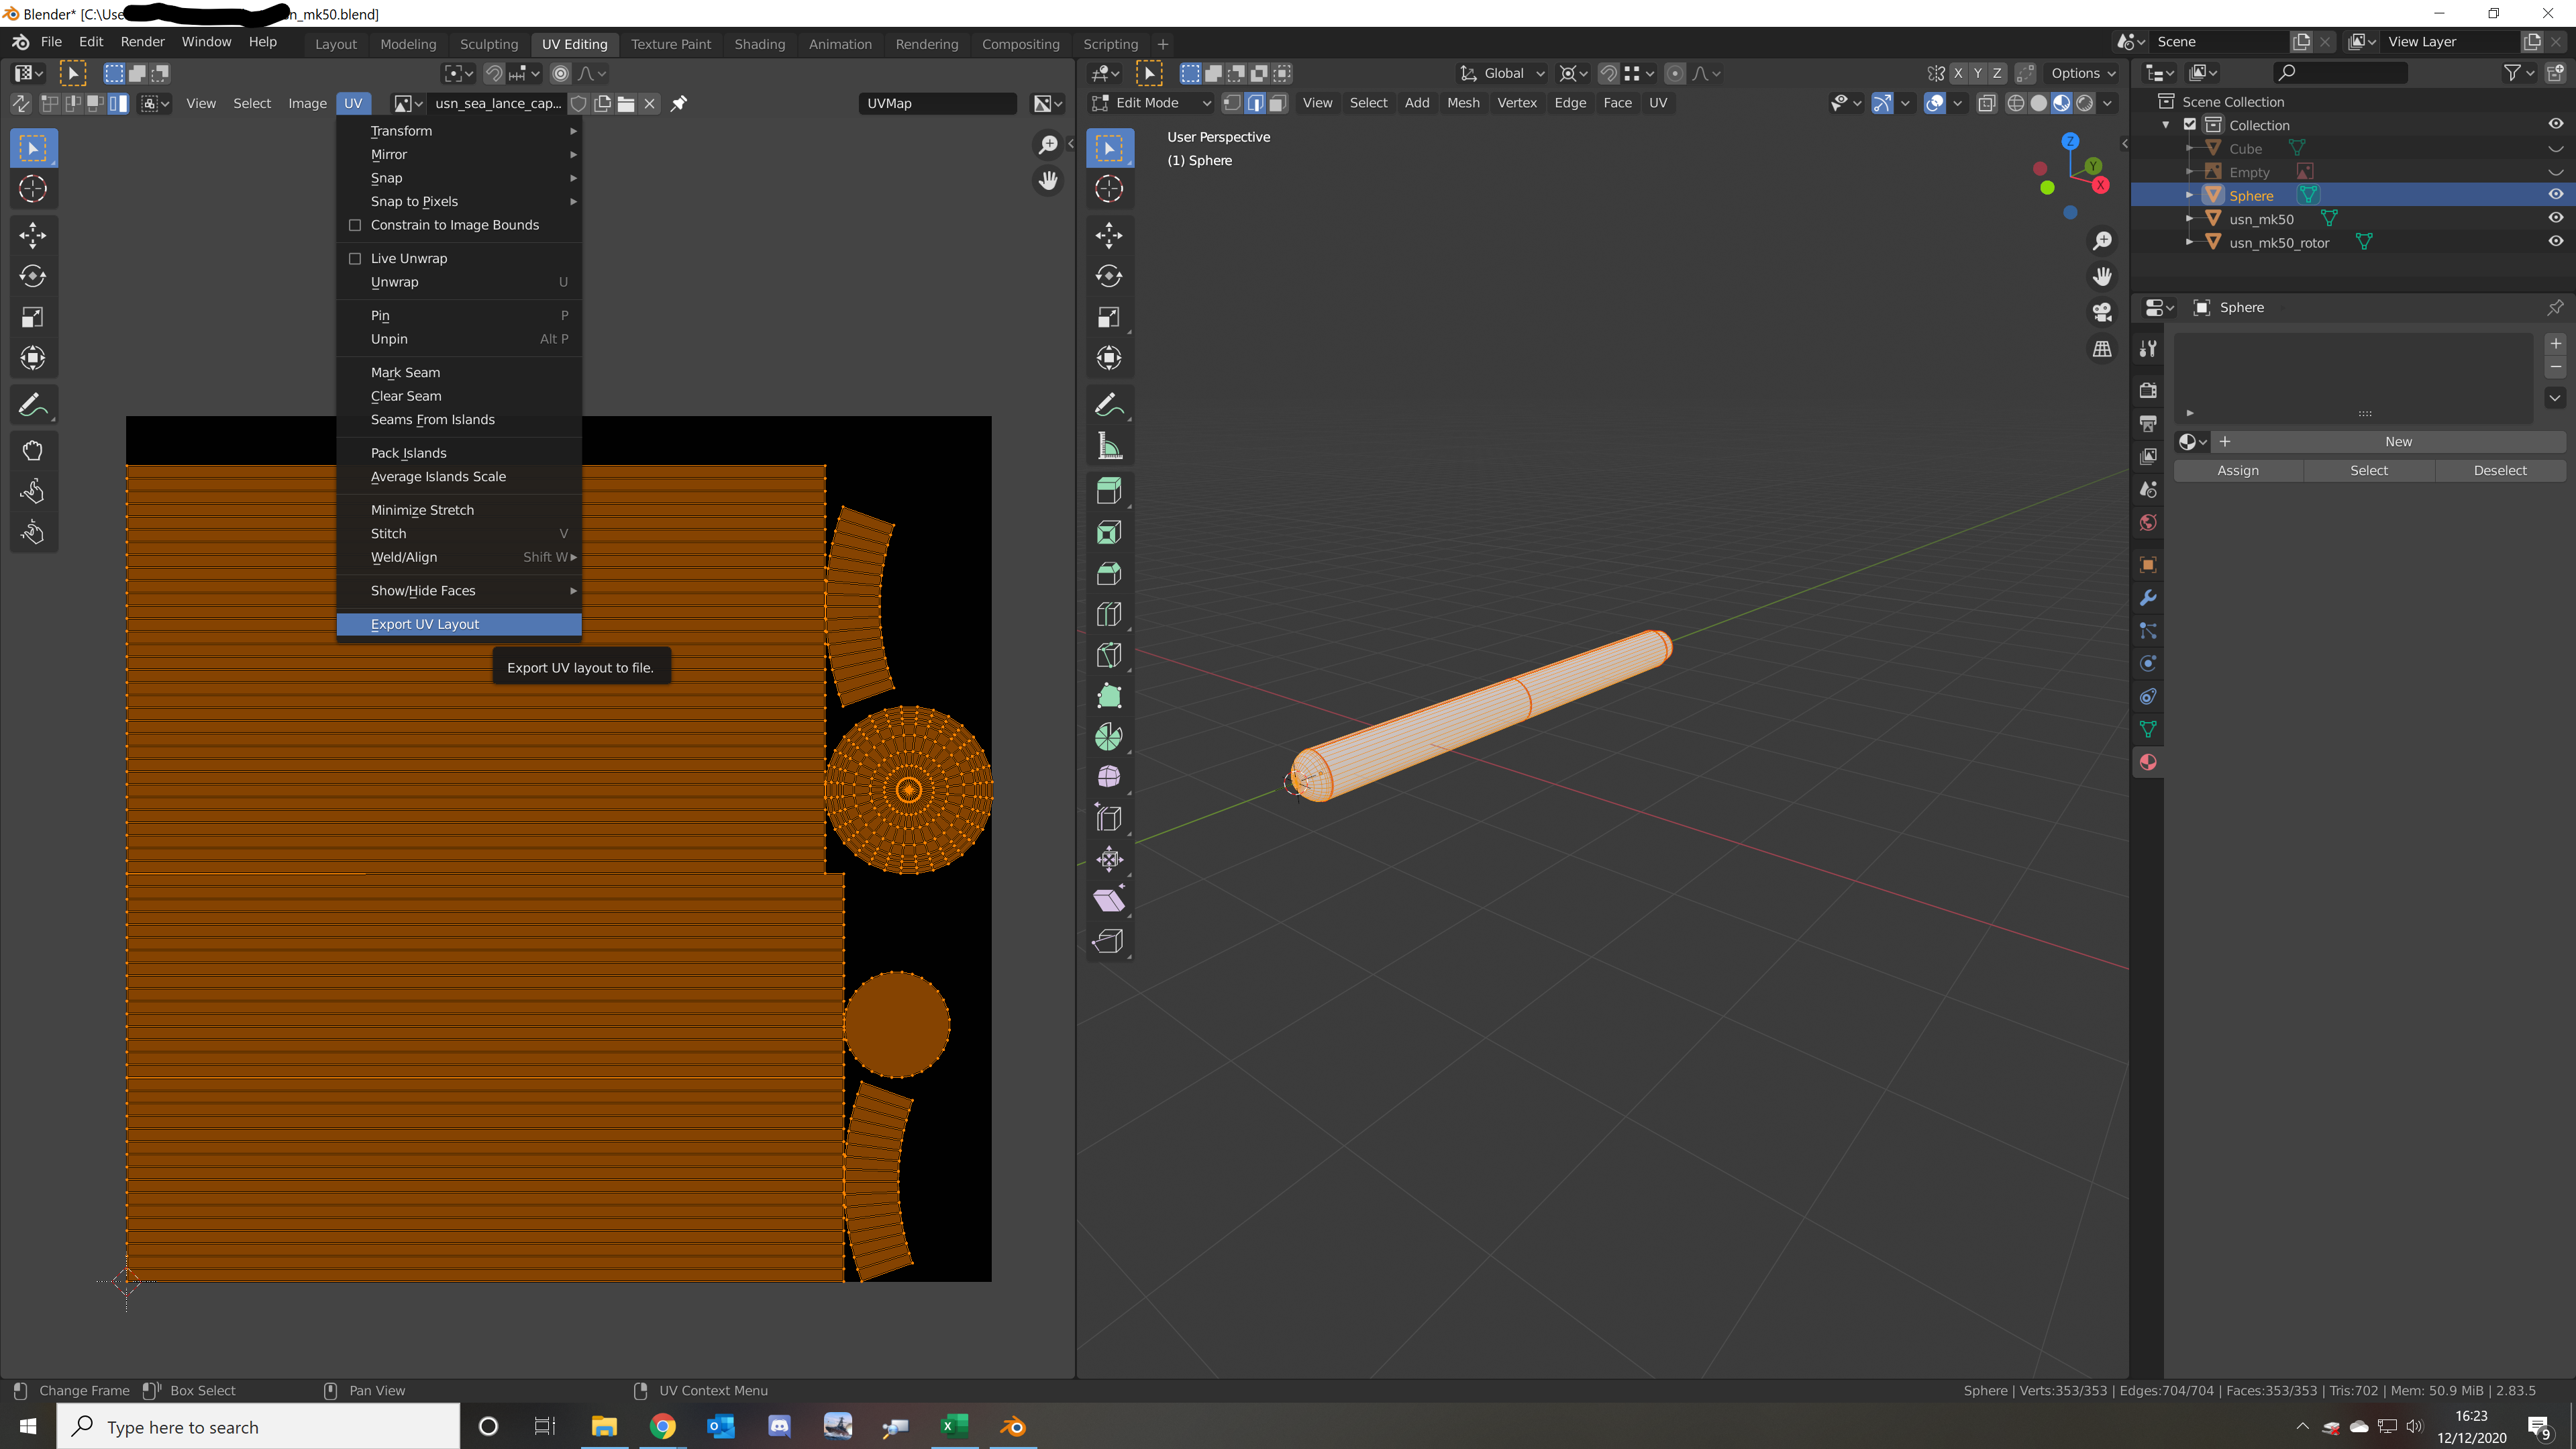 Blender* [C:\Use n_mk50.blend]
File Edit Render Window Help Layout Modeling Sculpting UV Editing Texture Paint Shading Animation Rendering Compositing Scripting + Scene View Layer
Global X Y Z Options
View Select Image UV usn_sea_lance_cap... UVMap Edit Mode View Select Add Mesh Vertex Edge Face UV
Scene Collection
Collection
Cube
Empty
Sphere
usn_mk50
usn_mk50_rotor
Transform
Mirror
Snap
Snap to Pixels
Constrain to Image Bounds
Live Unwrap
Unwrap U
Pin P
Unpin Alt P
Mark Seam
Clear Seam
Seams From Islands
Pack Islands
Average Islands Scale
Minimize Stretch
Stitch V
Weld/Align Shift W
Show/Hide Faces
Export UV Layout
Export UV layout to file.
User Perspective
(1) Sphere
Z
Y
X
Sphere
New
Assign Select Deselect
Change Frame Box Select Pan View UV Context Menu Sphere | Verts:353/353 | Edges:704/704 | Faces:353/353 | Tris:702 | Mem: 50.9 MiB | 2.83.5
Type here to search
16:23
12/12/2020
9